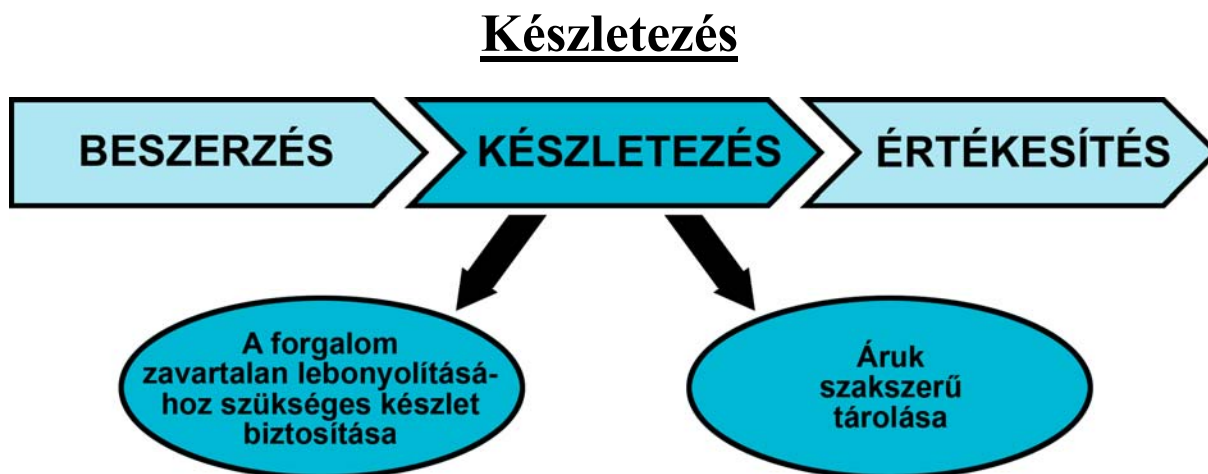 Készletezés
BESZERZÉS
KÉSZLETEZÉS
ÉRTÉKESÍTÉS
A forgalom
zavartalan lebonyolításá-
hoz szükséges készlet
biztosítása
Áruk
szakszerű
tárolása